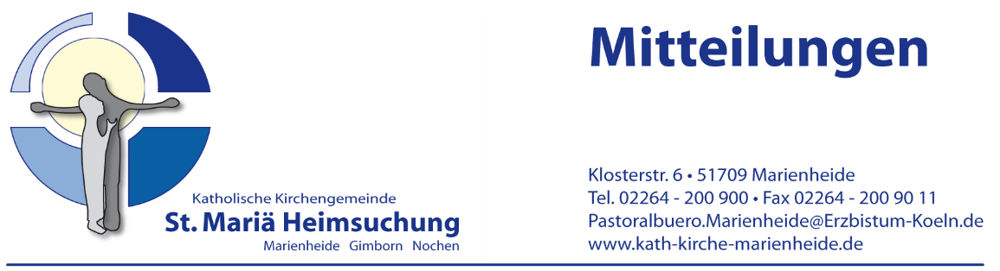 Katholische Kirchengemeinde
St. Mariä Heimsuchung
Marienheide Gimborn Nochen
Mitteilungen
Klosterstr. 6 • 51709 Marienheide
Tel. 02264 - 200 900 • Fax 02264 - 200 90 11
Pastoralbuero.Marienheide@Erzbistum-Koeln.de
www.kath-kirche-marienheide.de